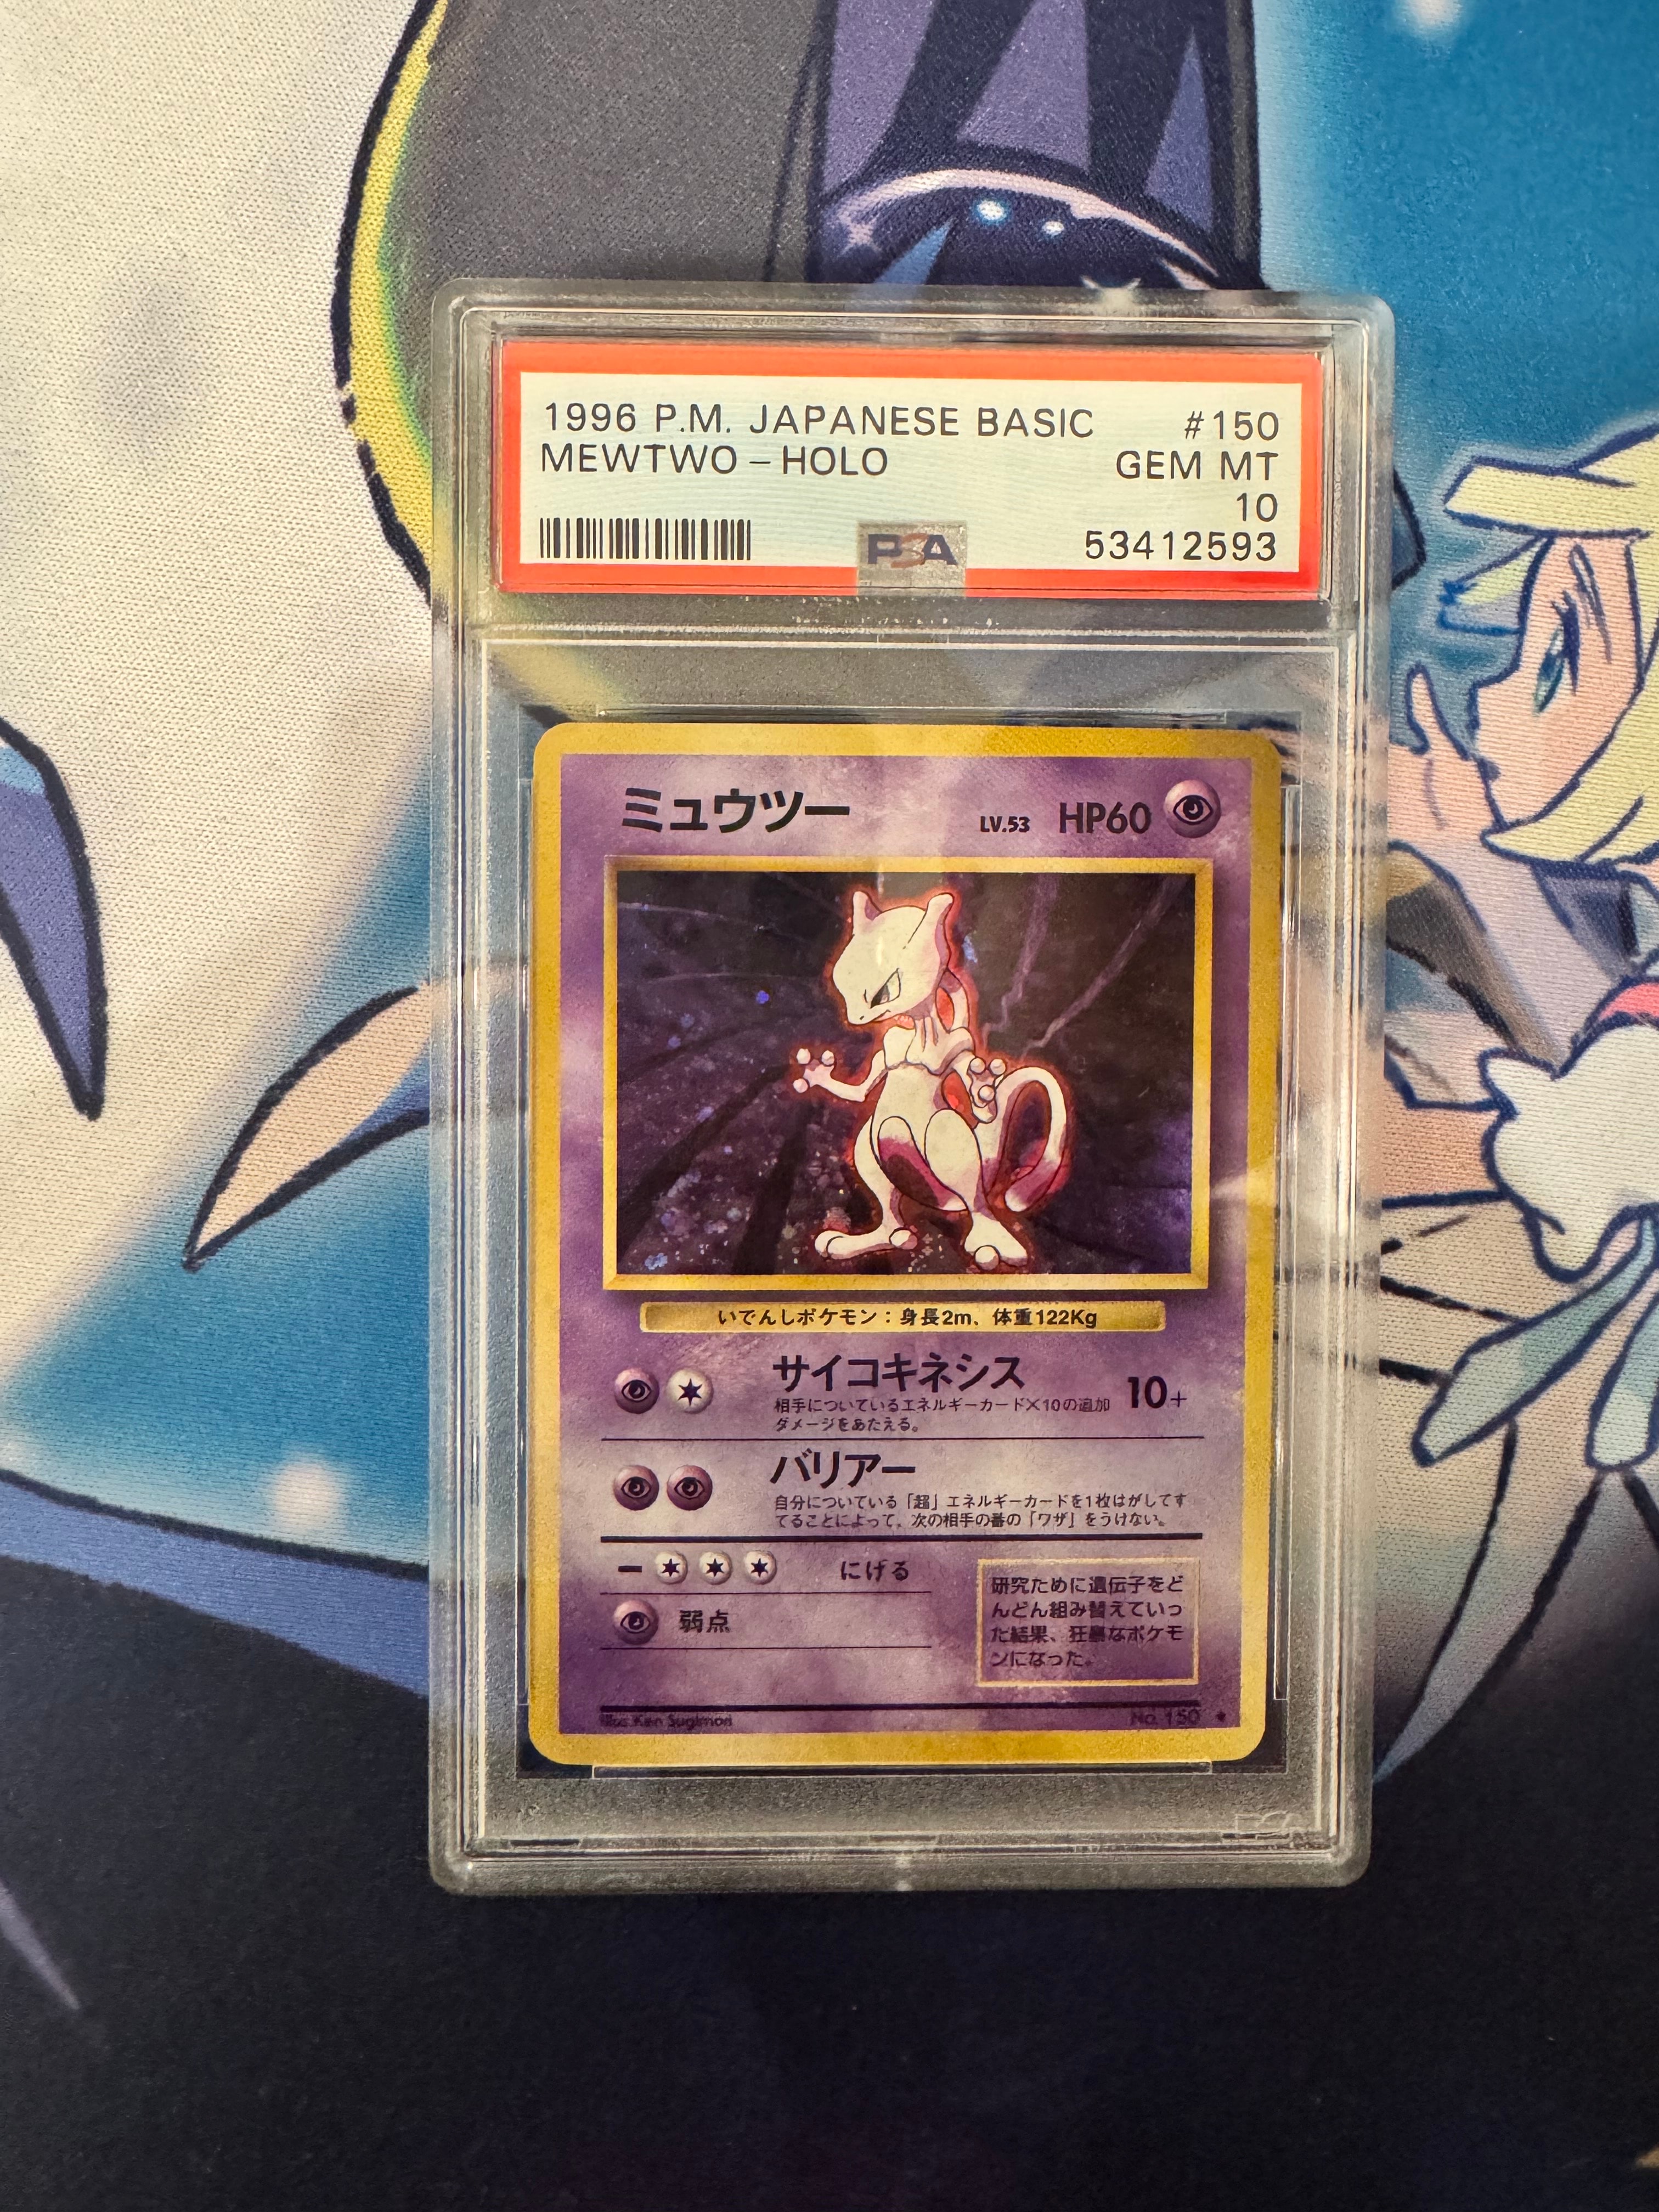 1996 P.M. JAPANESE BASIC #150
MEWTWO – HOLO GEM MT
10
PSA 53412593
ミュウツー LV.53 HP60
いでんしポケモン：身長2m、体重122Kg
サイコキネシス 10+
相手についているエネルギーカード×10の追加
ダメージをあたえる。
バリアー
自分についている「超」エネルギーカードを1枚はがしてす
てることによって、次の相手の番の「ワザ」をうけない。
にげる
弱点
研究ために遺伝子をど
んどん組み替えていっ
た結果、狂暴なポケモ
ンになった。
Illus. Ken Sugimori No. 150